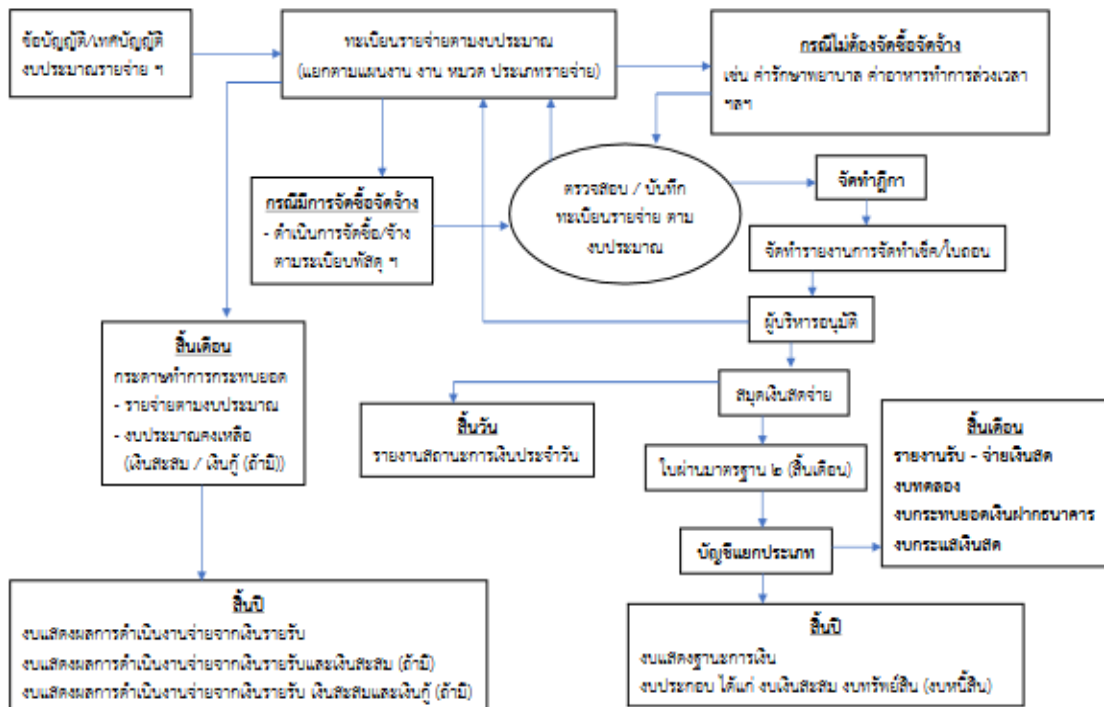 ข้อบัญญัติ/เทศบัญญัติ
งบประมาณรายจ่าย ฯ
ทะเบียนรายจ่ายตามงบประมาณ
(แยกตามแผนงาน งาน หมวด ประเภทรายจ่าย)
กรณีไม่ต้องจัดซื้อจัดจ้าง
เช่น ค่ารักษาพยาบาล ค่าอาหารทำการล่วงเวลา
ฯลฯ
กรณีมีการจัดซื้อจัดจ้าง
- ดำเนินการจัดซื้อ/จ้าง
ตามระเบียบพัสดุ ฯ
ตรวจสอบ / บันทึก
ทะเบียนรายจ่าย ตาม
งบประมาณ
จัดทำฎีกา
จัดทำรายงานการจัดทำเช็ค/ใบถอน
ผู้บริหารอนุมัติ
สิ้นเดือน
กระดาษทำการกระทบยอด
- รายจ่ายตามงบประมาณ
- งบประมาณคงเหลือ
(เงินสะสม / เงินกู้ (ถ้ามี))
สมุดเงินสดจ่าย
สิ้นวัน
รายงานสถานะการเงินประจำวัน
ใบผ่านมาตรฐาน ๒ (สิ้นเดือน)
สิ้นเดือน
รายงานรับ - จ่ายเงินสด
งบทดลอง
งบกระทบยอดเงินฝากธนาคาร
งบกระแสเงินสด
บัญชีแยกประเภท
สิ้นปี
งบแสดงผลการดำเนินงานจ่ายจากเงินรายรับ
งบแสดงผลการดำเนินงานจ่ายจากเงินรายรับและเงินสะสม (ถ้ามี)
งบแสดงผลการดำเนินงานจ่ายจากเงินรายรับ เงินสะสมและเงินกู้ (ถ้ามี)
สิ้นปี
งบแสดงฐานะการเงิน
งบประกอบ ได้แก่ งบเงินสะสม งบทรัพย์สิน (งบหนี้สิน)